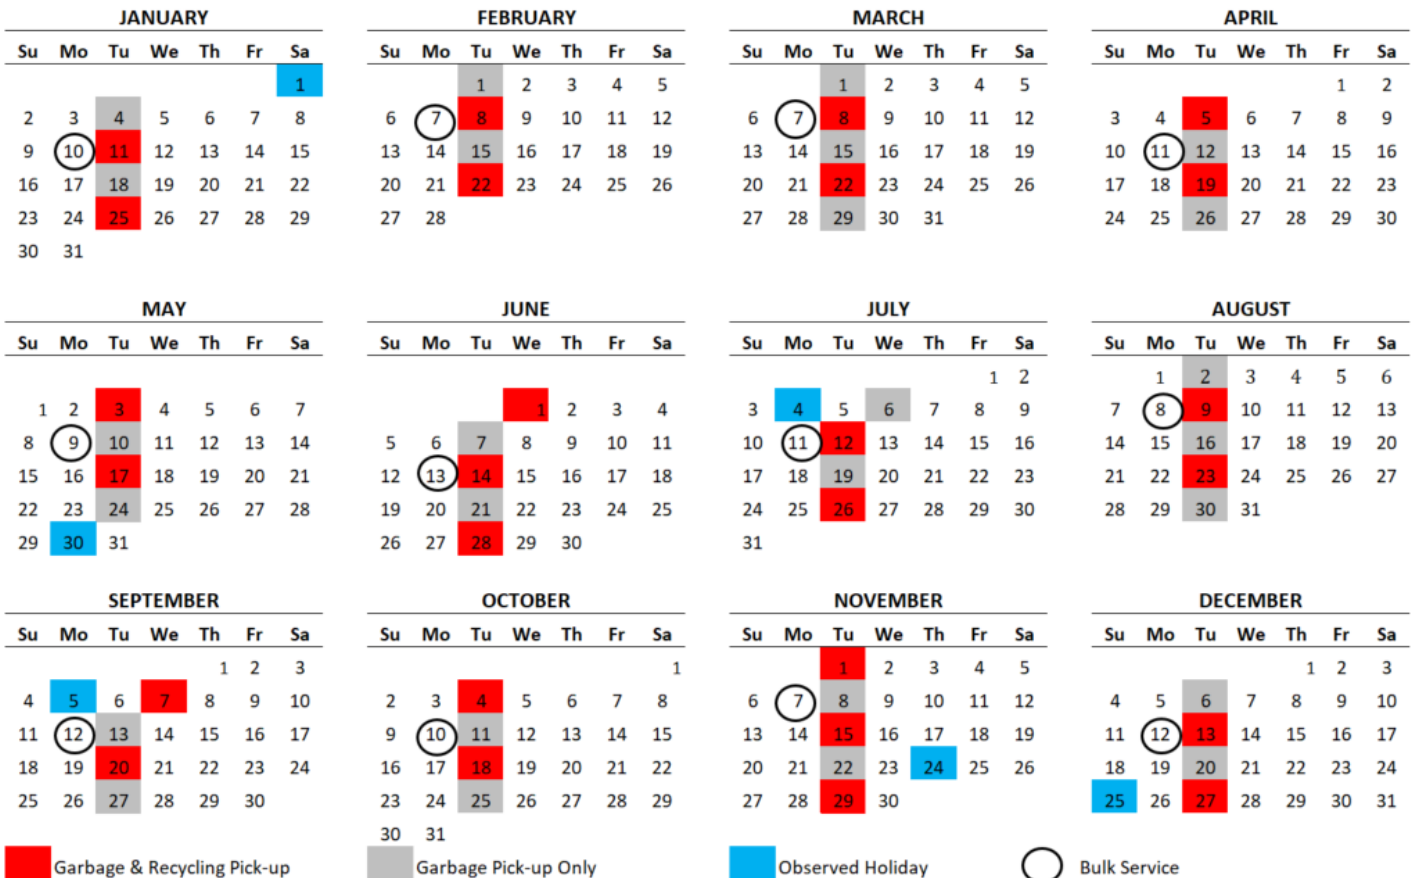 JANUARY FEBRUARY MARCH APRIL
Su Mo Tu We Th Fr Sa Su Mo Tu We Th Fr Sa Su Mo Tu We Th Fr Sa Su Mo Tu We Th Fr Sa
1 1 2 3 4 5 1 2 3 4 5 1 2
2 3 4 5 6 7 8 6 7 8 9 10 11 12 6 7 8 9 10 11 12 3 4 5 6 7 8 9
9 10 11 12 13 14 15 13 14 15 16 17 18 19 13 14 15 16 17 18 19 10 11 12 13 14 15 16
16 17 18 19 20 21 22 20 21 22 23 24 25 26 20 21 22 23 24 25 26 17 18 19 20 21 22 23
23 24 25 26 27 28 29 27 28 27 28 29 30 31 24 25 26 27 28 29 30
30 31
MAY JUNE JULY AUGUST
Su Mo Tu We Th Fr Sa Su Mo Tu We Th Fr Sa Su Mo Tu We Th Fr Sa Su Mo Tu We Th Fr Sa
1 2 1 2 3 4 5 6
1 2 3 4 5 6 7 1 2 3 4 3 4 5 6 7 8 9 7 8 9 10 11 12 13
8 9 10 11 12 13 14 5 6 7 8 9 10 11 10 11 12 13 14 15 16 14 15 16 17 18 19 20
15 16 17 18 19 20 21 12 13 14 15 16 17 18 17 18 19 20 21 22 23 21 22 23 24 25 26 27
22 23 24 25 26 27 28 19 20 21 22 23 24 25 24 25 26 27 28 29 30 28 29 30 31
29 30 31 26 27 28 29 30 31
SEPTEMBER OCTOBER NOVEMBER DECEMBER
Su Mo Tu We Th Fr Sa Su Mo Tu We Th Fr Sa Su Mo Tu We Th Fr Sa Su Mo Tu We Th Fr Sa
1 2 3 1 1 2 3 4 5 1 2 3
4 5 6 7 8 9 10 2 3 4 5 6 7 8 6 7 8 9 10 11 12 4 5 6 7 8 9 10
11 12 13 14 15 16 17 9 10 11 12 13 14 15 13 14 15 16 17 18 19 11 12 13 14 15 16 17
18 19 20 21 22 23 24 16 17 18 19 20 21 22 20 21 22 23 24 25 26 18 19 20 21 22 23 24
25 26 27 28 29 30 23 24 25 26 27 28 29 27 28 29 30 25 26 27 28 29 30 31
30 31
Garbage & Recycling Pick-up Garbage Pick-up Only Observed Holiday Bulk Service